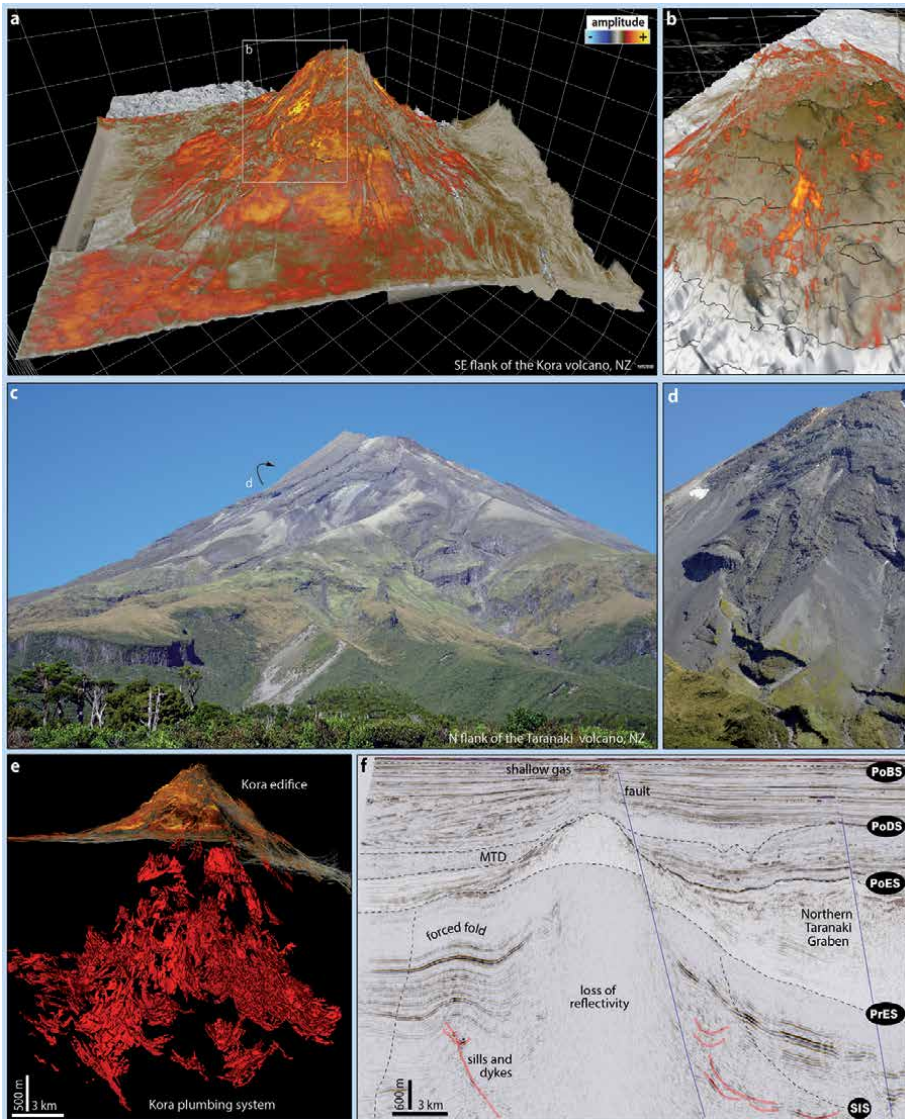 a
amplitude
- +
b
SE flank of the Kora volcano, NZ
b
c
d
N flank of the Taranaki volcano, NZ
d
e
Kora edifice
500 m
3 km
Kora plumbing system
f
shallow gas
fault
PoBS
PoDS
MTD
PoES
Northern
Taranaki
Graben
forced fold
loss of
reflectivity
PrES
sills and
dykes
600 m
3 km
SIS